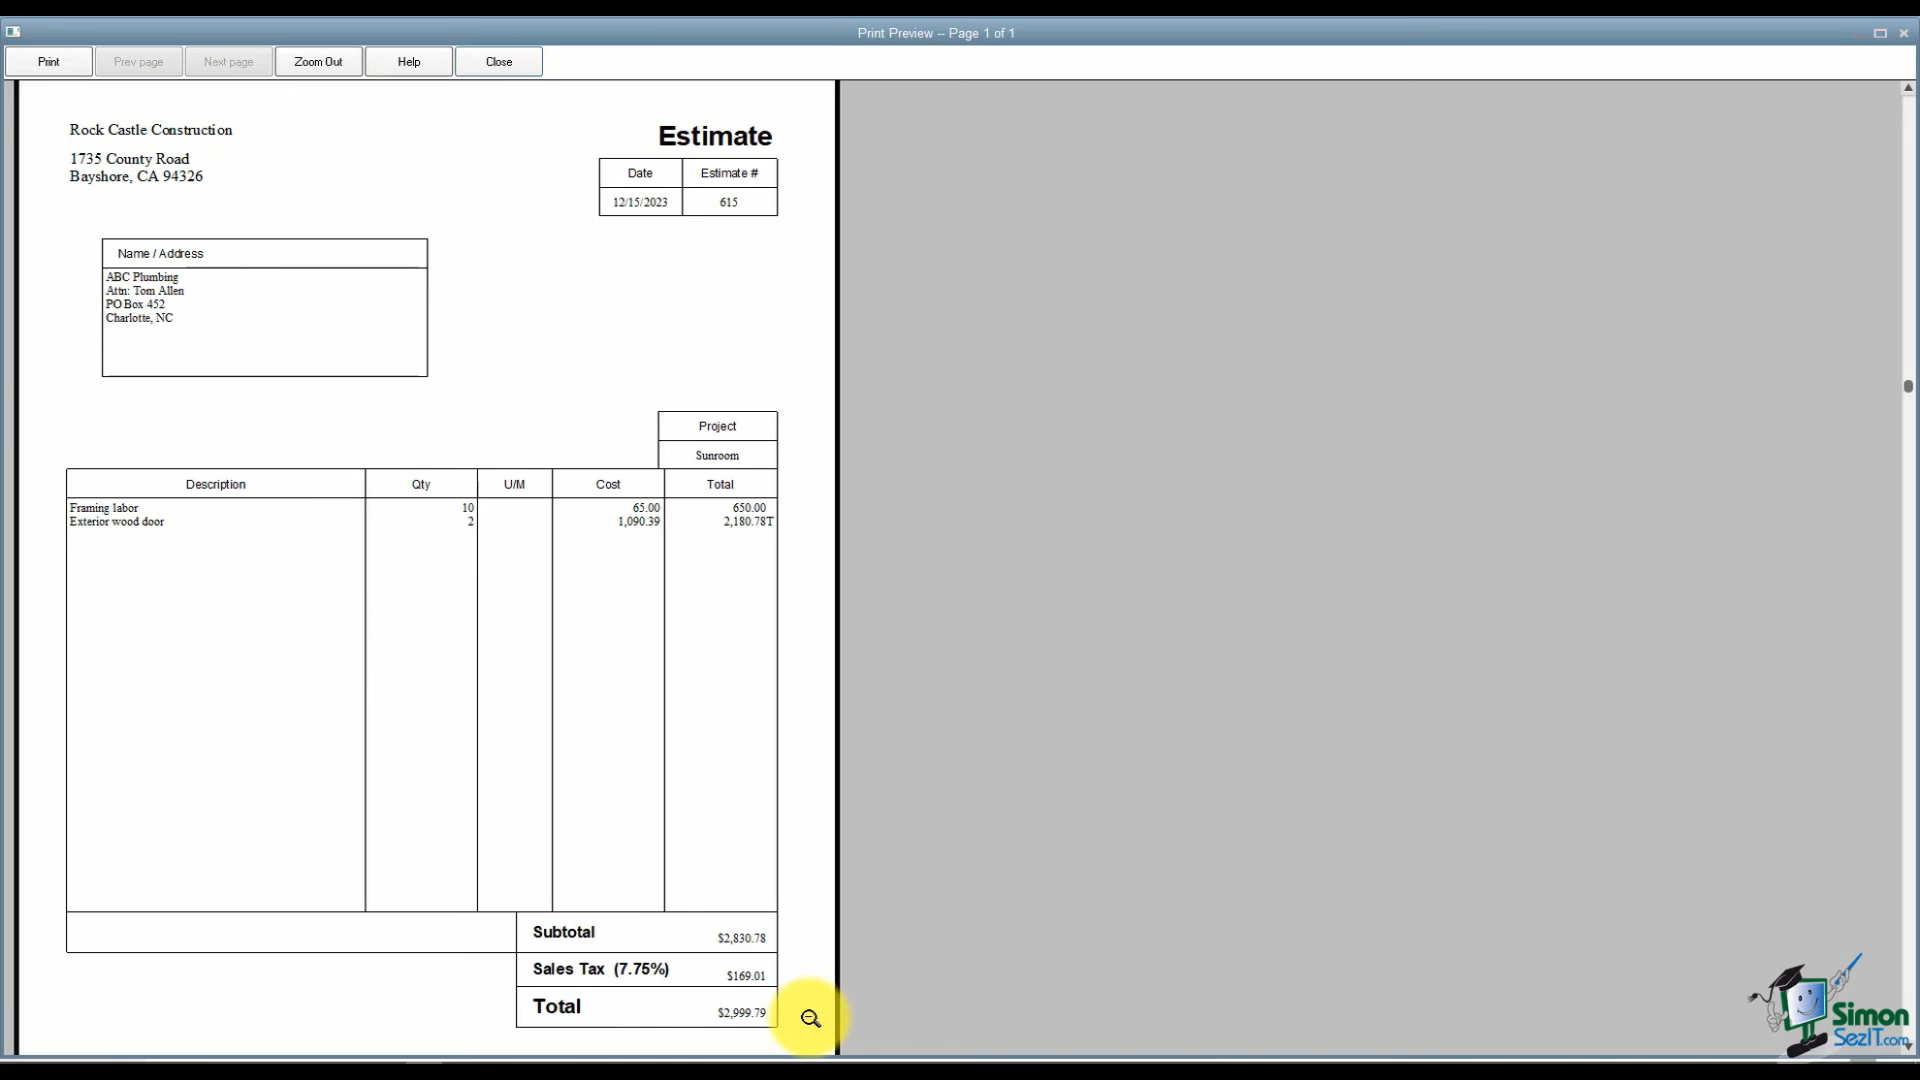 Print Preview -- Page 1 of 1
Print Prev page Next page Zoom Out Help Close
Rock Castle Construction
1735 County Road
Bayshore, CA 94326
Estimate
Date Estimate #
12/15/2023 615
Name / Address
ABC Plumbing
Attn: Tom Allen
PO Box 452
Charlotte, NC
Project
Sunroom
Description Qty U/M Cost Total
Framing labor 10 65.00 650.00
Exterior wood door 2 1,090.39 2,180.78T
Subtotal $2,830.78
Sales Tax (7.75%) $169.01
Total $2,999.79
Simon
SezIT.com